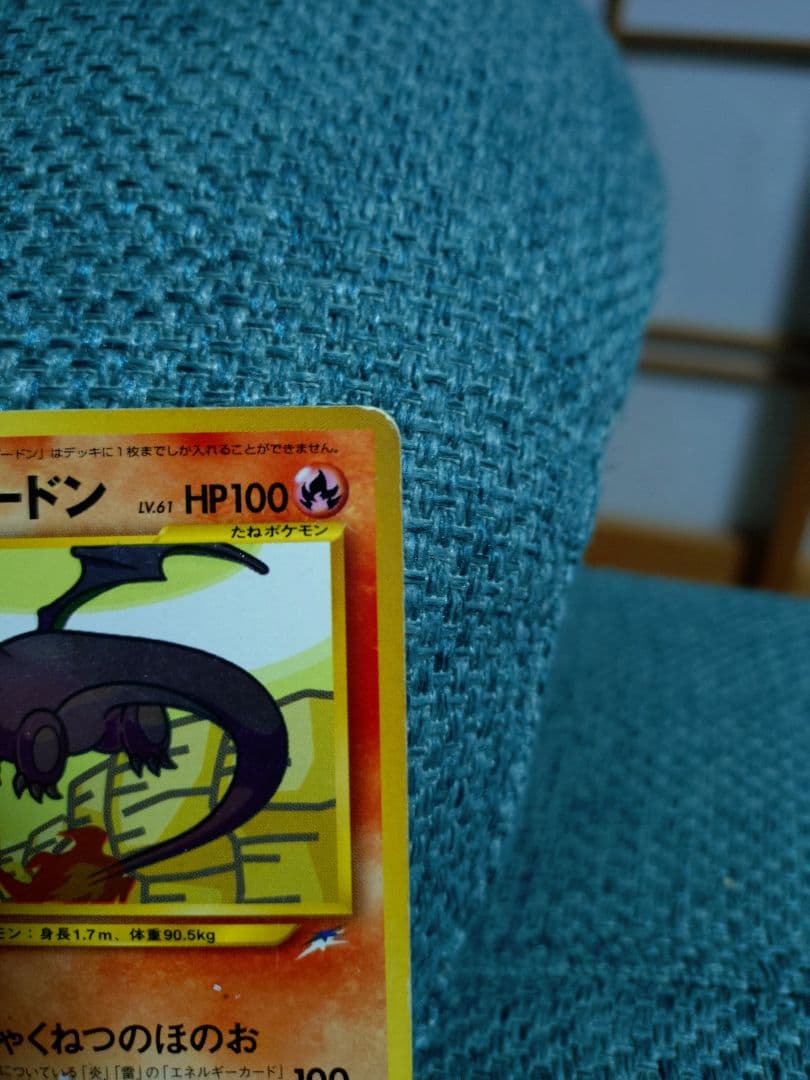 ードン」はデッキに1枚までしか入れることができません。
ードン LV.61 HP100
たねポケモン
モン：身長1.7m、体重90.5kg
ゃくねつのほのお
についている「炎」「雷」の「エネルギーカード」 100